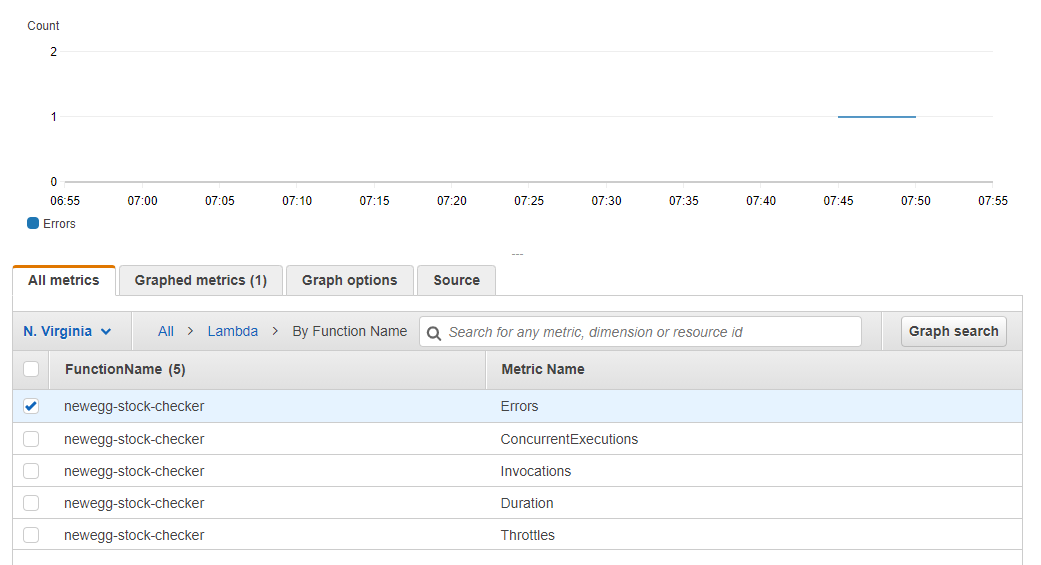 Count
2
1
0
06:55 07:00 07:05 07:10 07:15 07:20 07:25 07:30 07:35 07:40 07:45 07:50 07:55
Errors
All metrics Graphed metrics (1) Graph options Source
N. Virginia All > Lambda > By Function Name Search for any metric, dimension or resource id Graph search
FunctionName (5) Metric Name
newegg-stock-checker Errors
newegg-stock-checker ConcurrentExecutions
newegg-stock-checker Invocations
newegg-stock-checker Duration
newegg-stock-checker Throttles